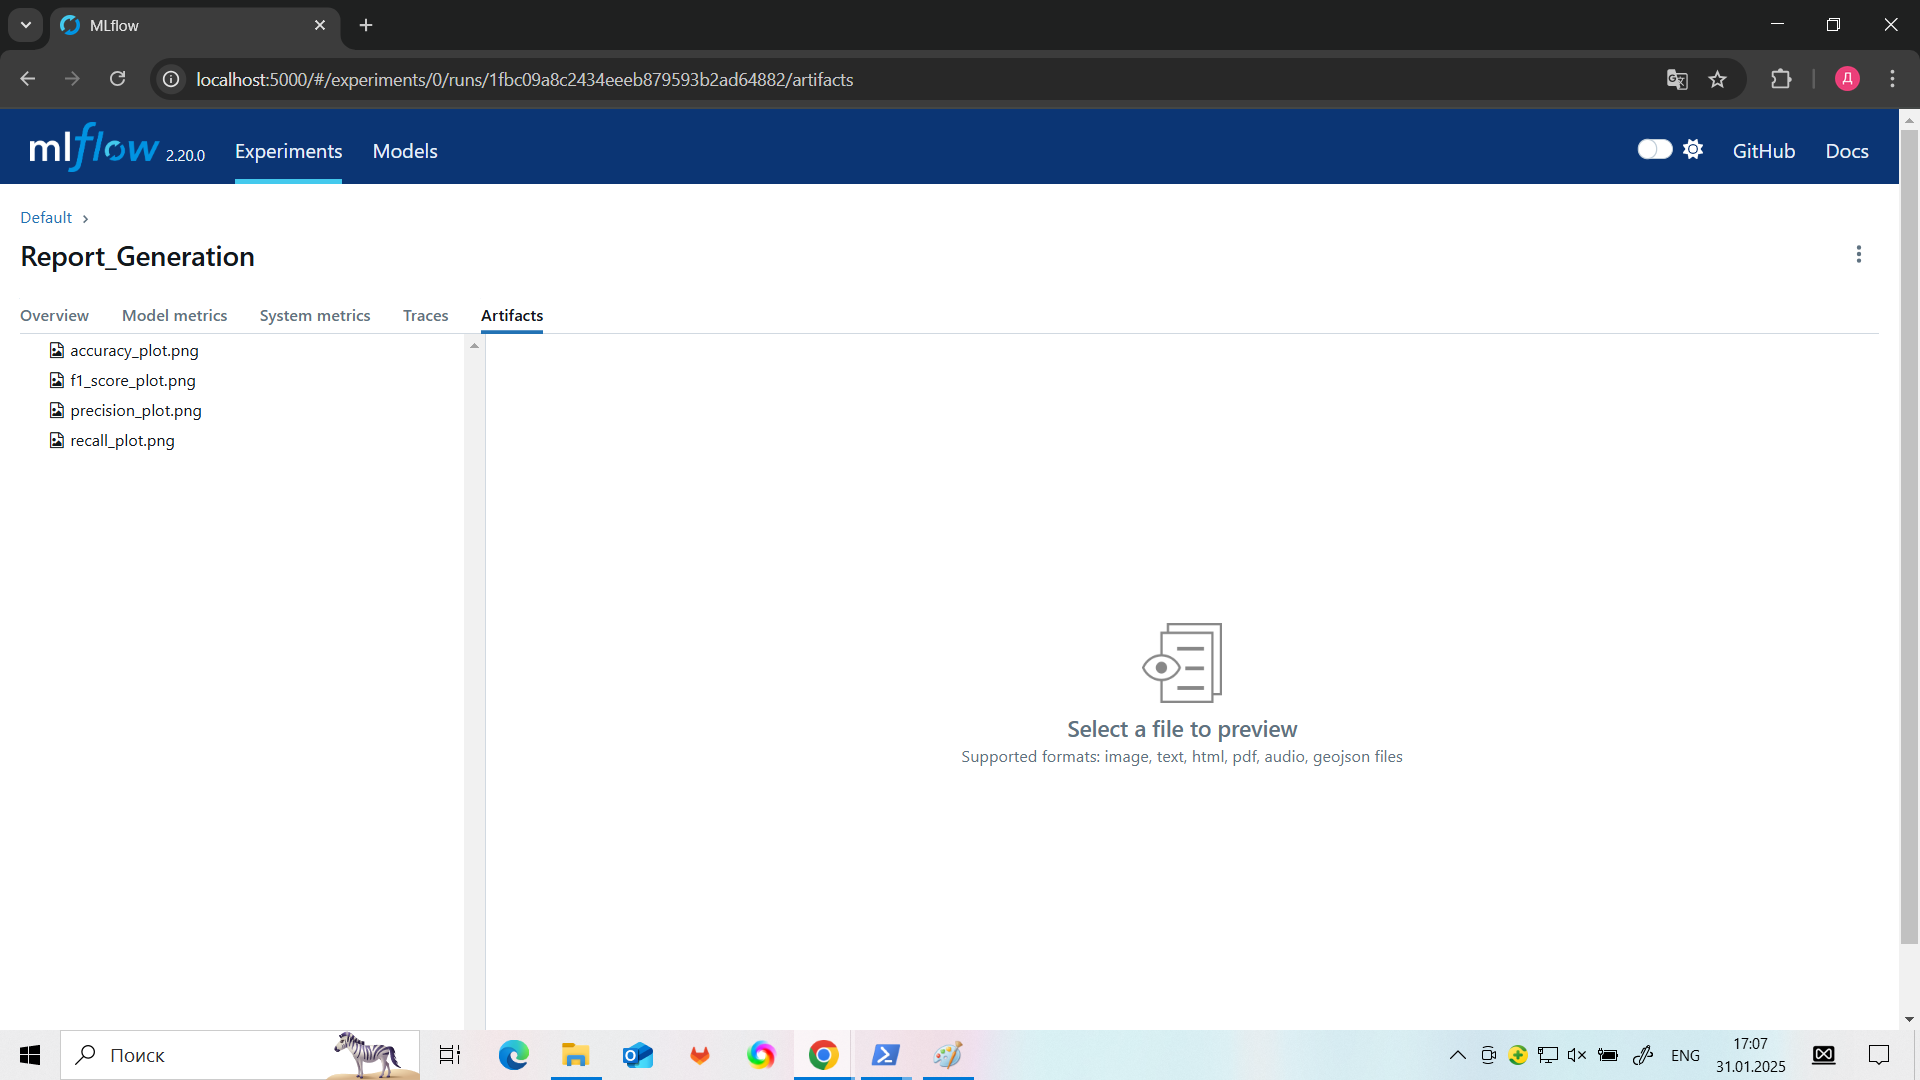 MLflow
localhost:5000/#/experiments/0/runs/1fbc09a8c2434eeeb879593b2ad64882/artifacts
Д
mlflow 2.20.0 Experiments Models GitHub Docs
Default
Report_Generation
Overview Model metrics System metrics Traces Artifacts
accuracy_plot.png
f1_score_plot.png
precision_plot.png
recall_plot.png
Select a file to preview
Supported formats: image, text, html, pdf, audio, geojson files
Поиск
ENG
17:07
31.01.2025